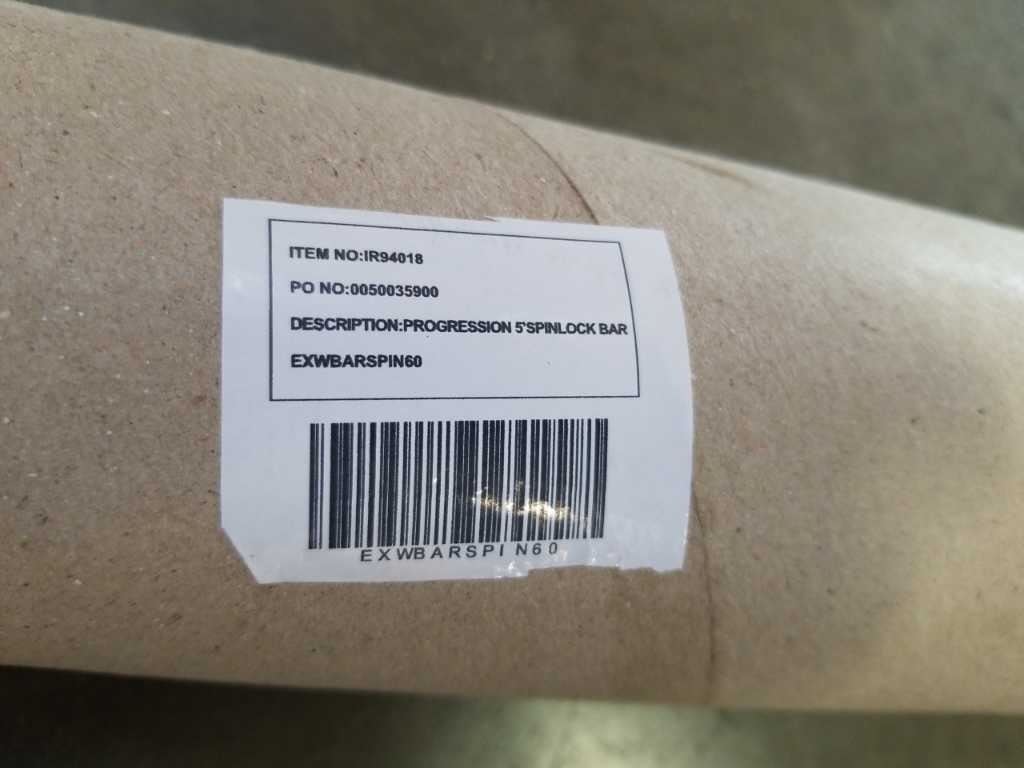 ITEM NO:IR94018
PO NO:0050035900
DESCRIPTION:PROGRESSION 5'SPINLOCK BAR
EXWBARSPIN60
EXWBARSPIN60